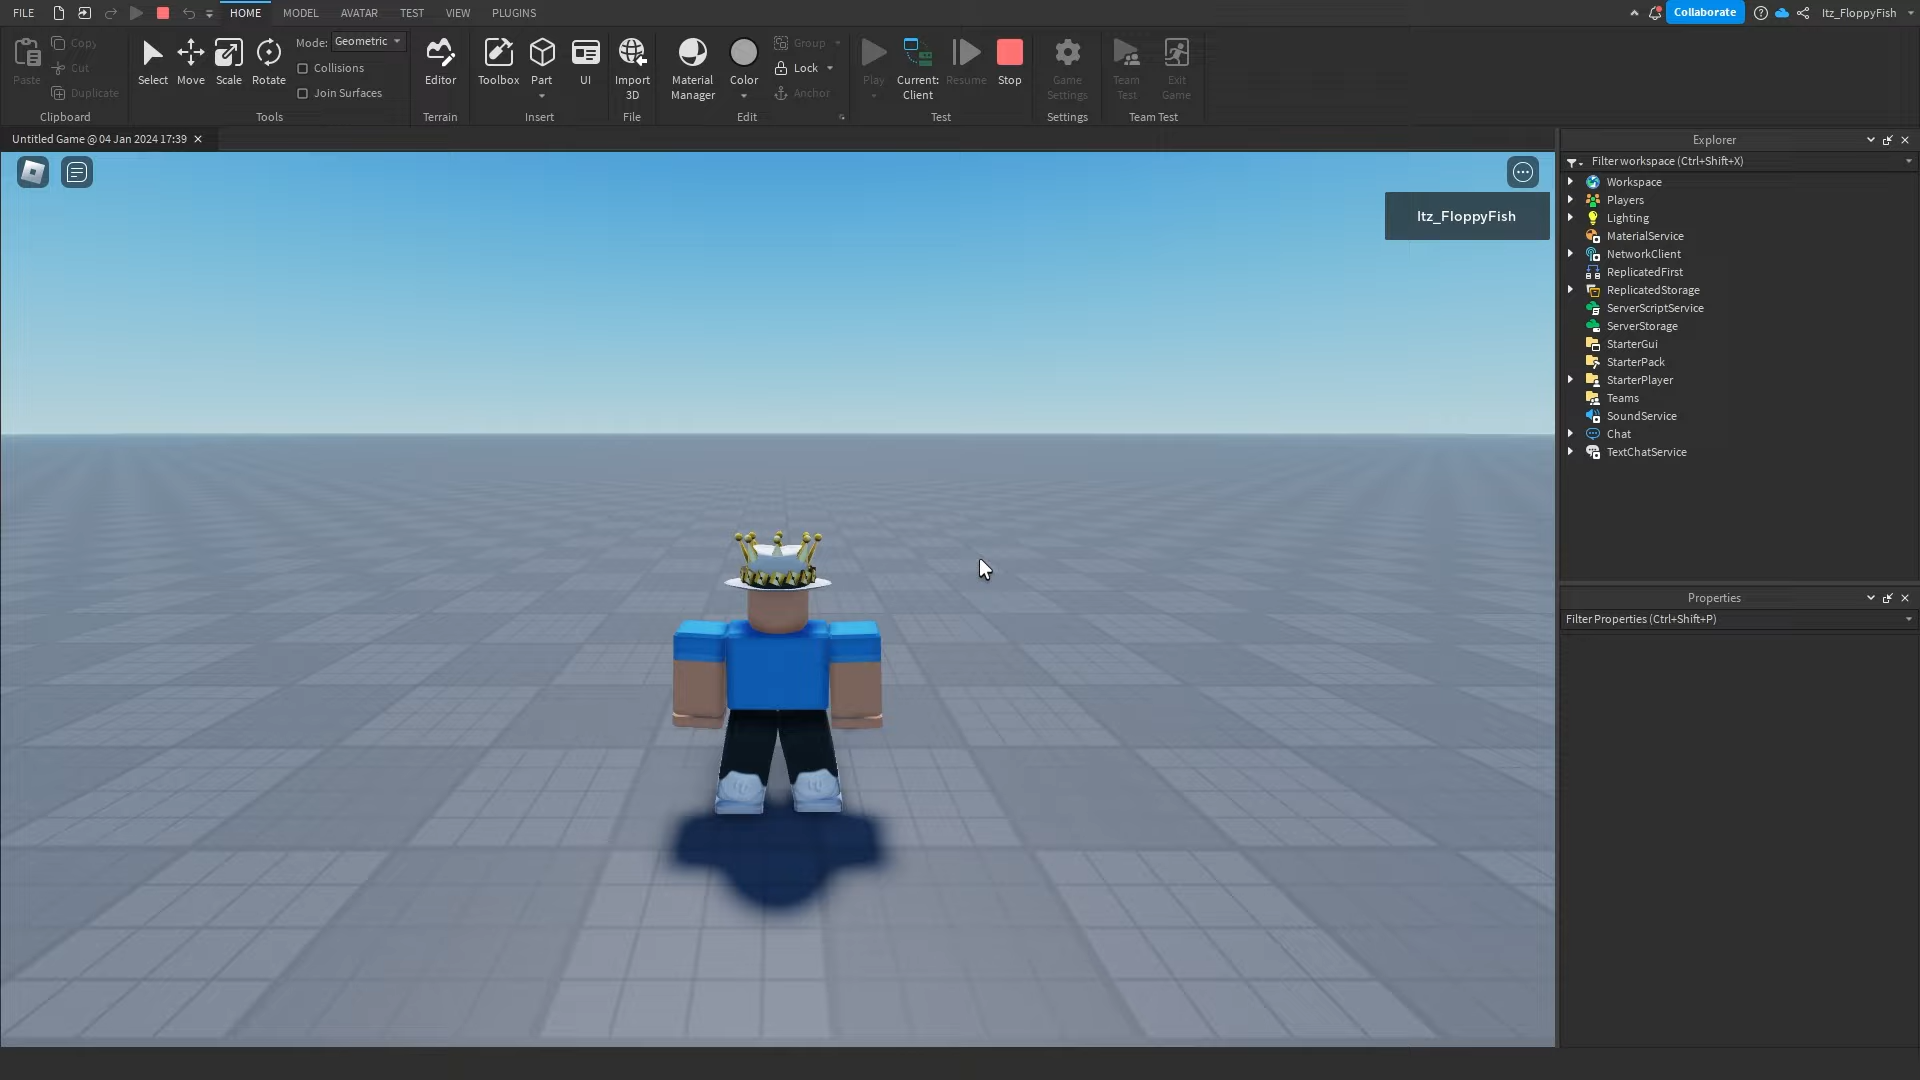 FILE HOME MODEL AVATAR TEST VIEW PLUGINS Collaborate Itz_FloppyFish
Paste
Copy
Cut
Duplicate
Clipboard
Select Move Scale Rotate
Mode: Geometric
Collisions
Join Surfaces
Tools
Editor
Terrain
Toolbox Part UI
Insert
Import
3D
File
Material
Manager
Color
Group
Lock
Anchor
Edit
Play
Current:
Client
Resume
Stop
Test
Game
Settings
Settings
Team
Test
Exit
Game
Team Test
Untitled Game @ 04 Jan 2024 17:39
Itz_FloppyFish
Explorer
Filter workspace (Ctrl+Shift+X)
Workspace
Players
Lighting
MaterialService
NetworkClient
ReplicatedFirst
ReplicatedStorage
ServerScriptService
ServerStorage
StarterGui
StarterPack
StarterPlayer
Teams
SoundService
Chat
TextChatService
Properties
Filter Properties (Ctrl+Shift+P)